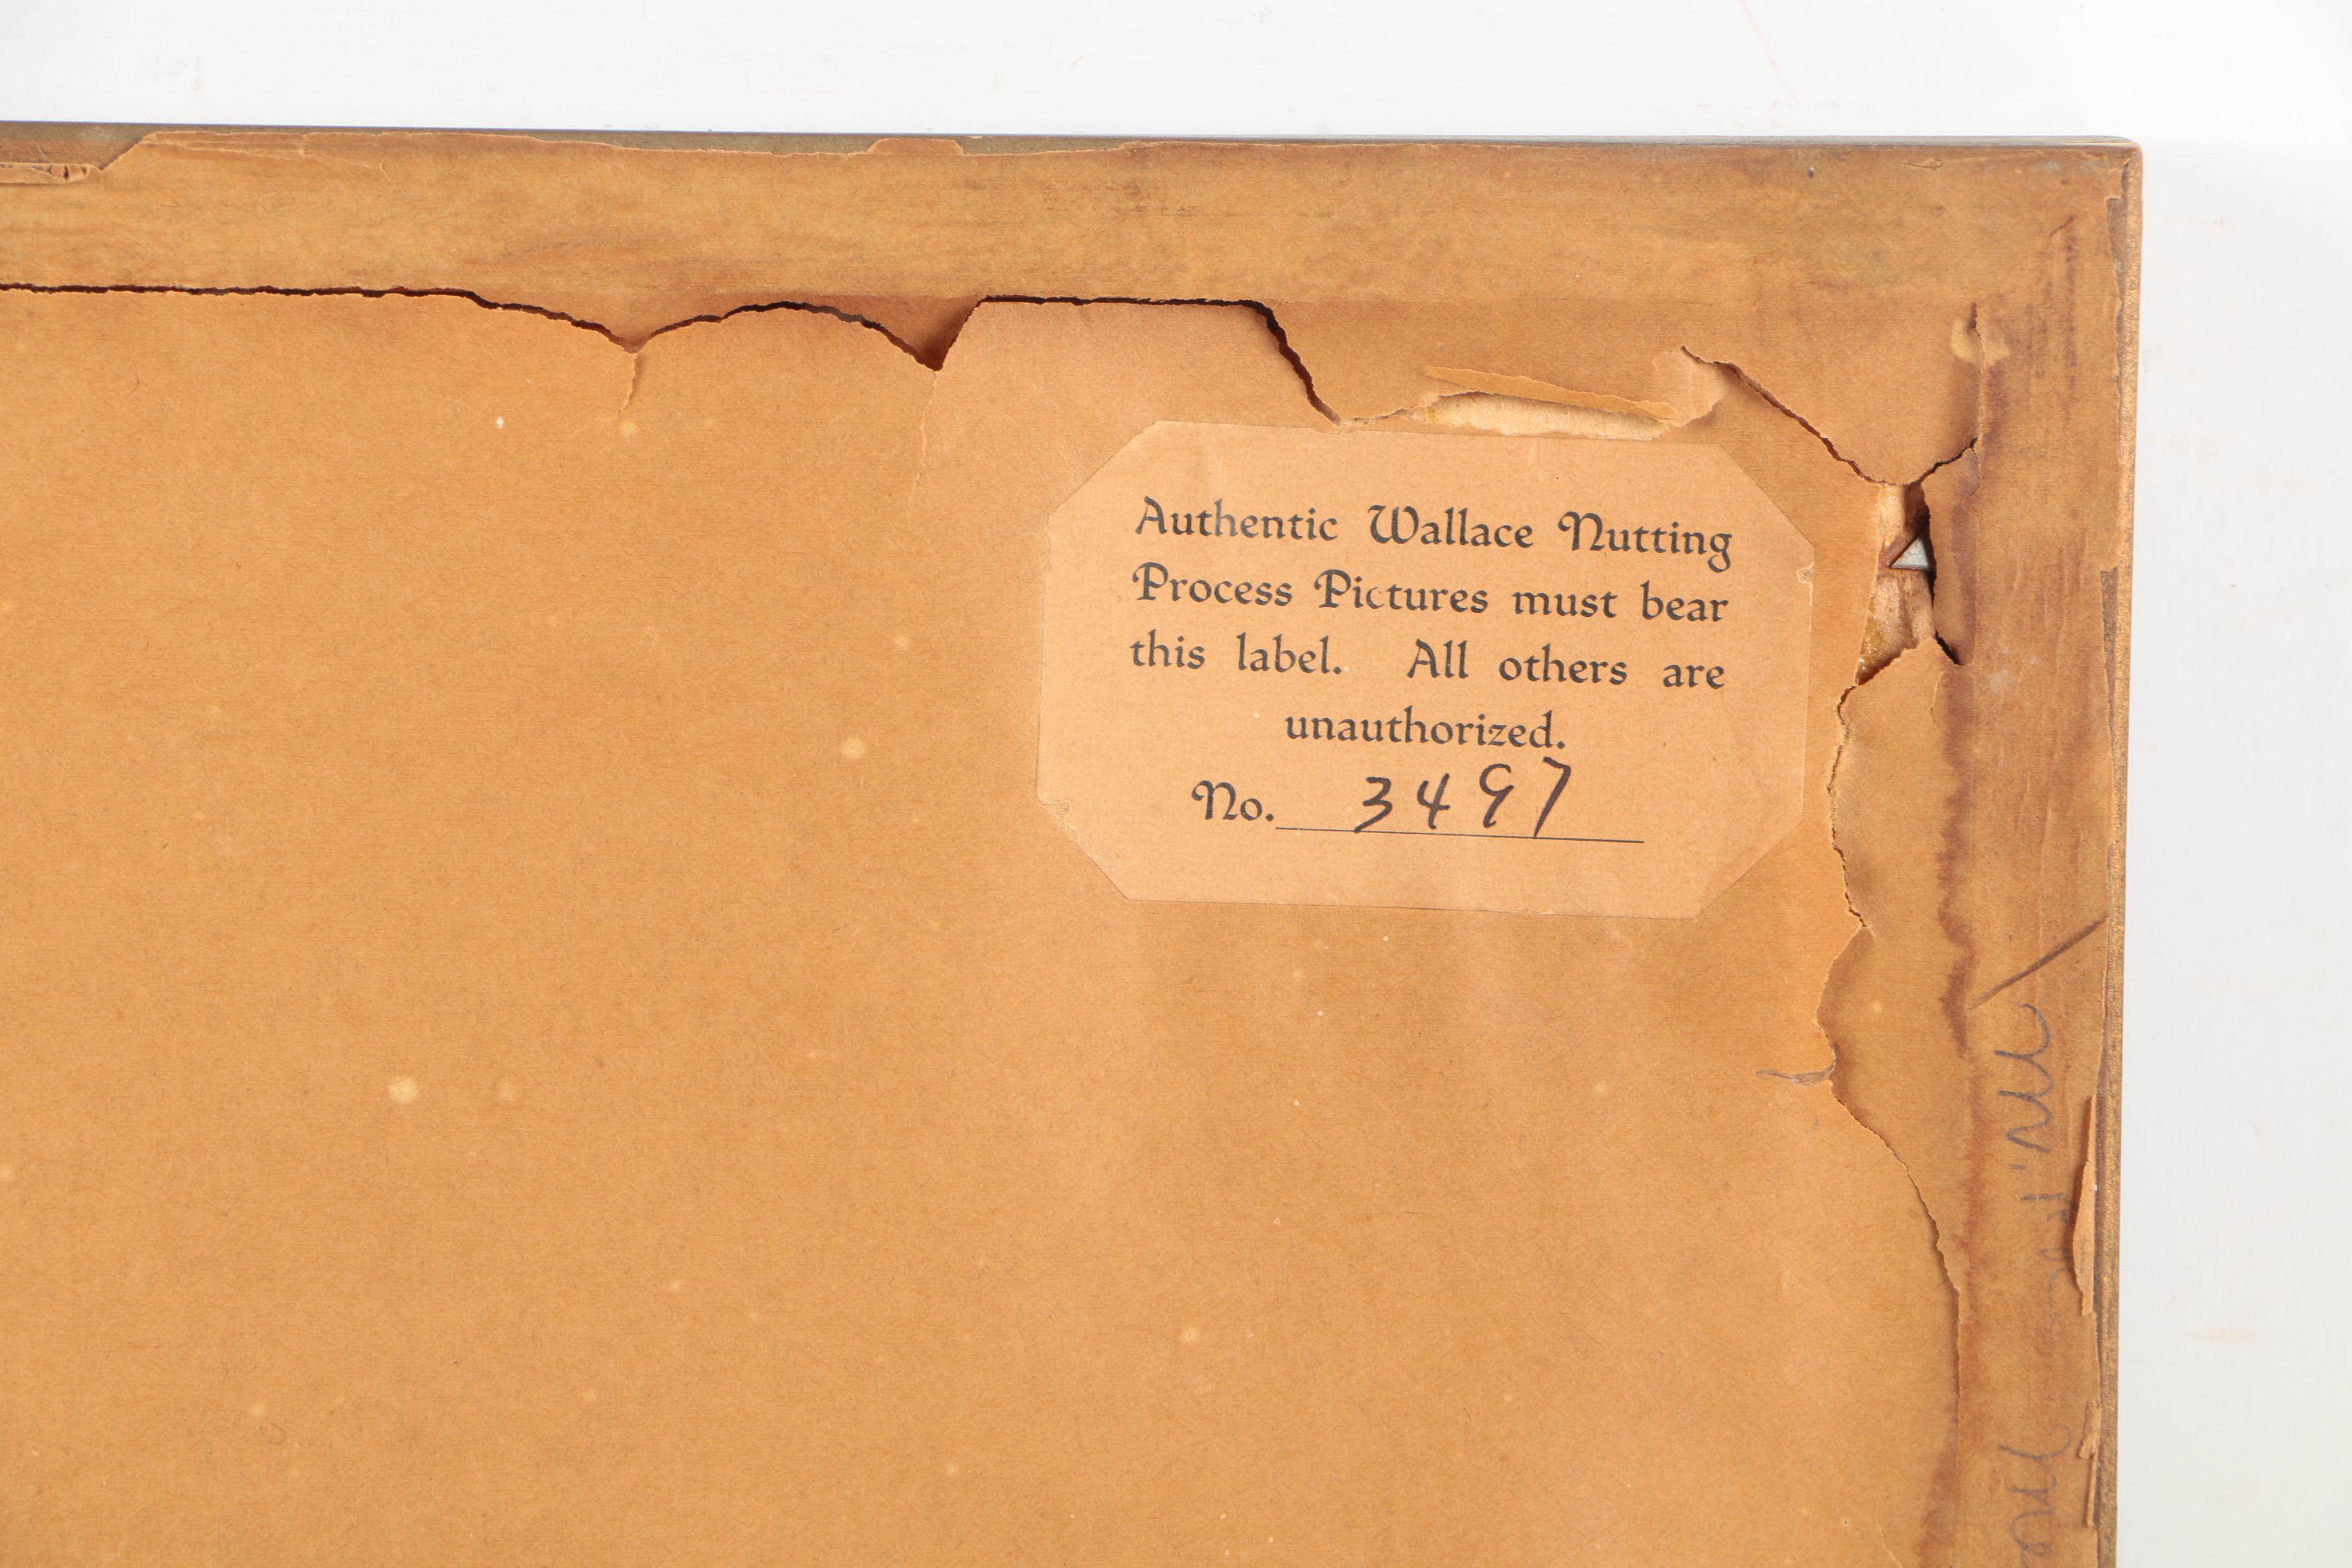 Authentic Wallace Nutting
Process Pictures must bear
this label. All others are
unauthorized.
No. 3497